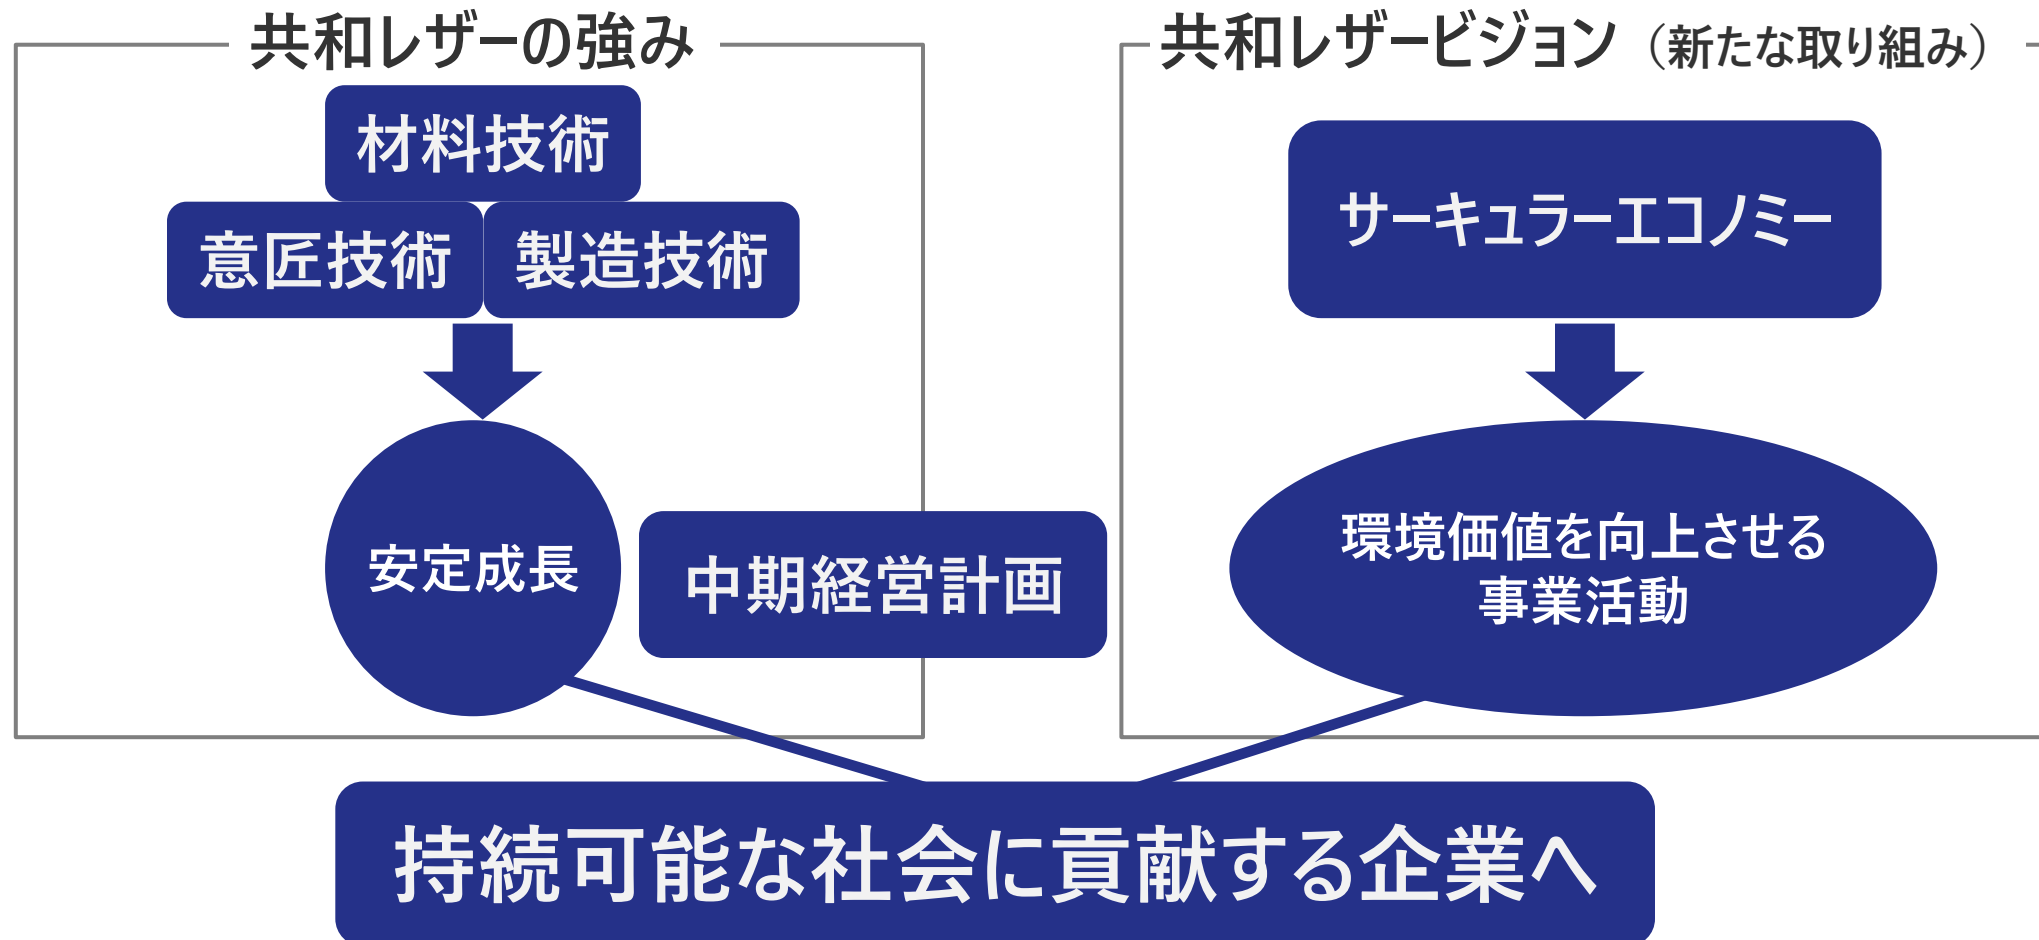 共和レザーの強み
材料技術
意匠技術
製造技術
安定成長
中期経営計画
共和レザービジョン（新たな取り組み）
サーキュラーエコノミー
環境価値を向上させる
事業活動
持続可能な社会に貢献する企業へ